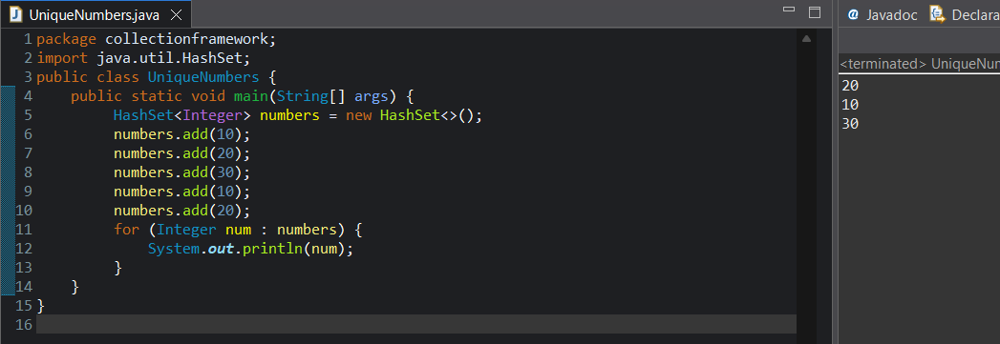 UniqueNumbers.java
1 package collectionframework;
2 import java.util.HashSet;
3 public class UniqueNumbers {
4     public static void main(String[] args) {
5         HashSet<Integer> numbers = new HashSet<>();
6         numbers.add(10);
7         numbers.add(20);
8         numbers.add(30);
9         numbers.add(10);
10         numbers.add(20);
11         for (Integer num : numbers) {
12             System.out.println(num);
13         }
14     }
15 }
16
@ Javadoc Declara
<terminated> UniqueNum
20
10
30